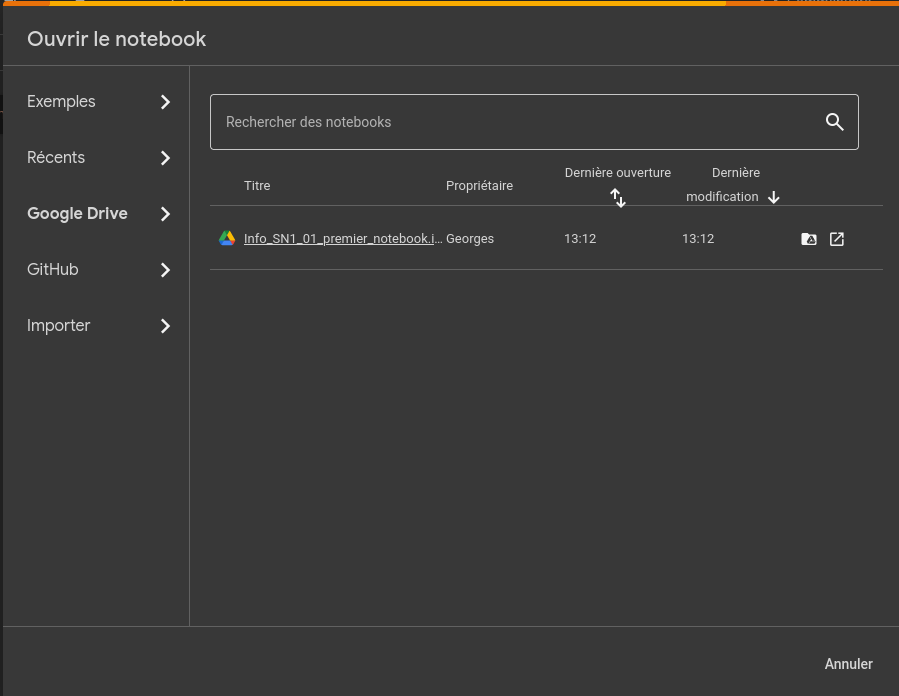 Ouvrir le notebook
Exemples
Récents
Google Drive
GitHub
Importer
Rechercher des notebooks
Titre
Propriétaire
Dernière ouverture
Dernière
modification
Info_SN1_01_premier_notebook.i... Georges 13:12 13:12
Annuler